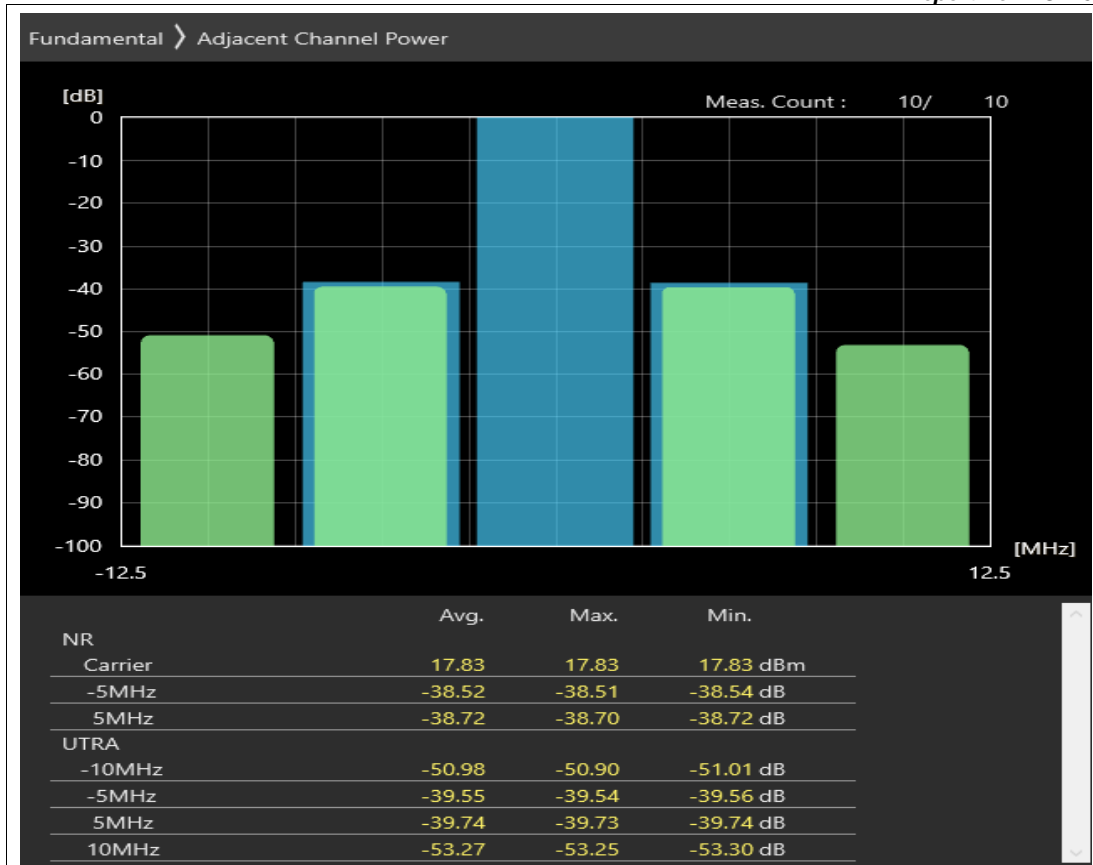 Fundamental ❭ Adjacent Channel Power
[dB]
Meas. Count : 10/ 10
0
-10
-20
-30
-40
-50
-60
-70
-80
-90
-100
[MHz]
-12.5 12.5
Avg. Max. Min.
NR
Carrier 17.83 17.83 17.83 dBm
-5MHz -38.52 -38.51 -38.54 dB
5MHz -38.72 -38.70 -38.72 dB
UTRA
-10MHz -50.98 -50.90 -51.01 dB
-5MHz -39.55 -39.54 -39.56 dB
5MHz -39.74 -39.73 -39.74 dB
10MHz -53.27 -53.25 -53.30 dB